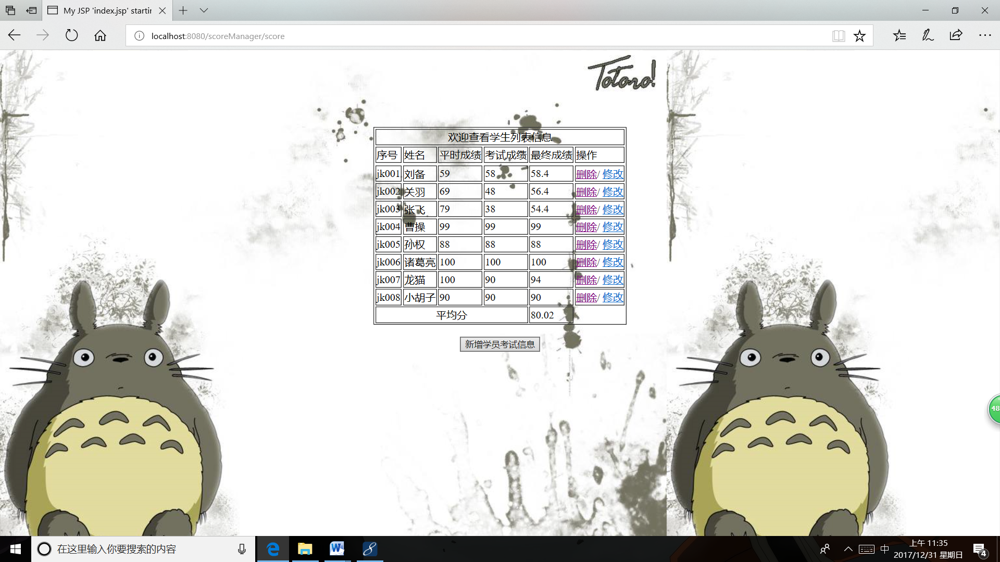 My JSP 'index.jsp' startin
localhost:8080/scoreManager/score
Totoro!
欢迎查看学生列表信息
序号 姓名 平时成绩 考试成绩 最终成绩 操作
jk001 刘备 59 58 58.4 删除/ 修改
jk002 关羽 69 48 56.4 删除/ 修改
jk003 张飞 79 38 54.4 删除/ 修改
jk004 曹操 99 99 99 删除/ 修改
jk005 孙权 88 88 88 删除/ 修改
jk006 诸葛亮 100 100 100 删除/ 修改
jk007 龙猫 100 90 94 删除/ 修改
jk008 小胡子 90 90 90 删除/ 修改
平均分 80.02
新增学员考试信息
48
在这里输入你要搜索的内容
中
上午 11:35
2017/12/31 星期日
4